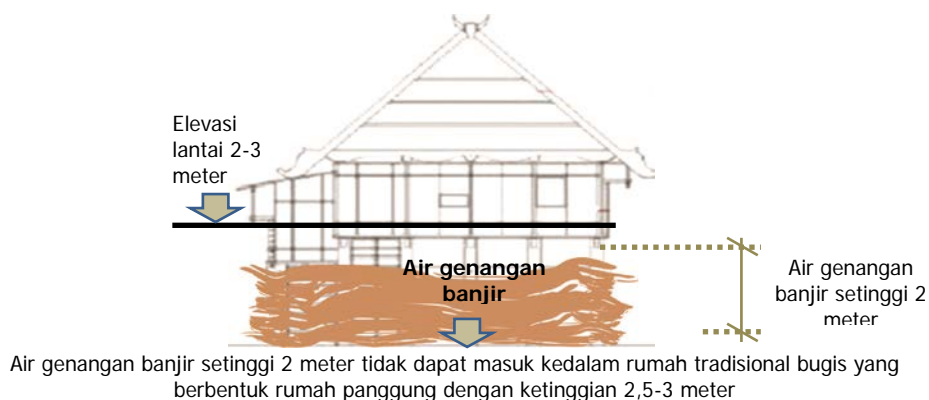 Elevasi
lantai 2-3
meter
Air genangan
banjir
Air genangan
banjir setinggi 2
meter
Air genangan banjir setinggi 2 meter tidak dapat masuk kedalam rumah tradisional bugis yang
berbentuk rumah panggung dengan ketinggian 2,5-3 meter